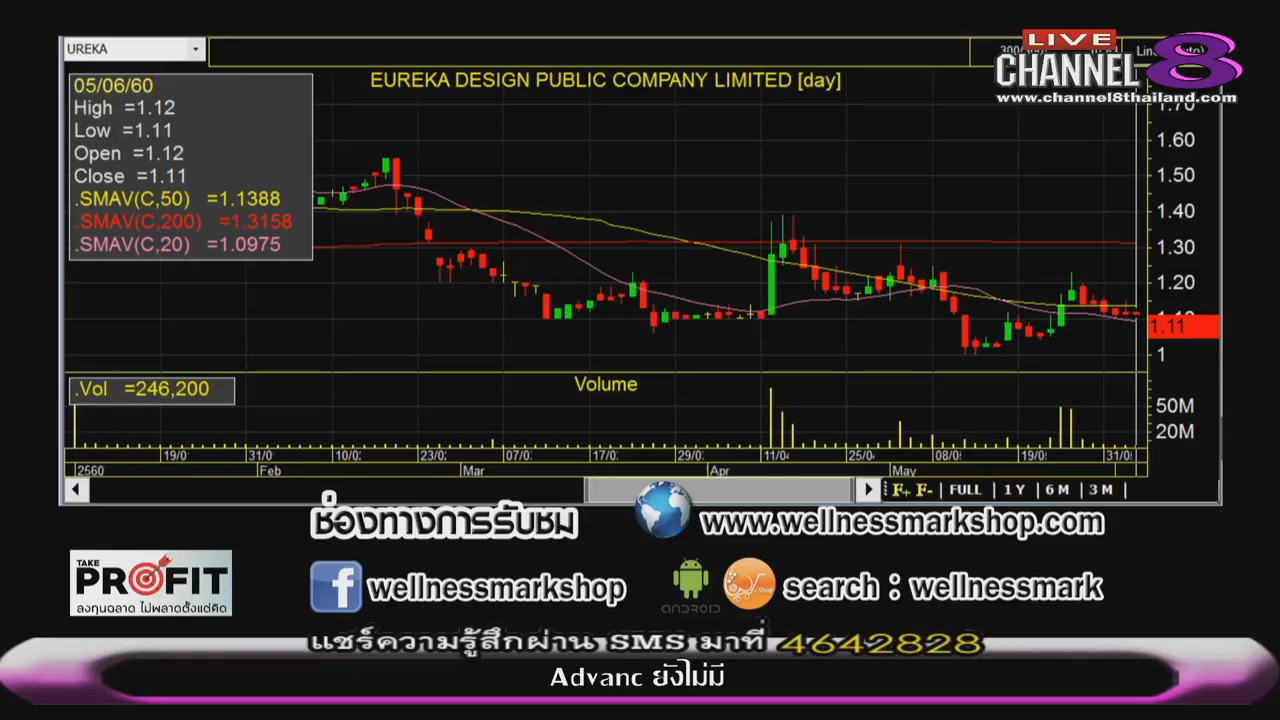 UREKA
LIVE
CHANNEL 8
www.channel8thailand.com
EUREKA DESIGN PUBLIC COMPANY LIMITED [day]
05/06/60
High =1.12
Low =1.11
Open =1.12
Close =1.11
.SMAV(C,50) =1.1388
.SMAV(C,200) =1.3158
.SMAV(C,20) =1.0975
1.70
1.60
1.50
1.40
1.30
1.20
1.10
1.11
1
.Vol =246,200
Volume
50M
20M
19/0
31/0
10/0
23/0
07/0
17/0
29/0
11/04
25/04
08/0
19/0
31/0
2560
Feb
Mar
Apr
May
F+ F- FULL 1 Y 6 M 3 M
ช่องทางการรับชม
www.wellnessmarkshop.com
TAKE
PROFIT
ลงทุนฉลาด ไม่พลาดตั้งแต่คิด
wellnessmarkshop
ANDROID
Shop
search : wellnessmark
แชร์ความรู้สึกผ่าน SMS มาที่ 4642828
Advanc ยังไม่มี